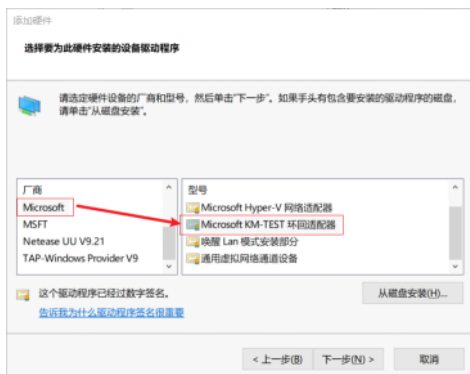 添加硬件
选择要为此硬件安装的设备驱动程序
请选定硬件设备的厂商和型号，然后单击"下一步"。如果手头有包含要安装的驱动程序的磁盘，
请单击"从磁盘安装"。
厂商
Microsoft
MSFT
Netease UU V9.21
TAP-Windows Provider V9
型号
Microsoft Hyper-V 网络适配器
Microsoft KM-TEST 环回适配器
唤醒 Lan 模式安装部分
通用虚拟网络通道设备
这个驱动程序已经过数字签名。
告诉我为什么驱动程序签名很重要
从磁盘安装(H)...
< 上一步(B)
下一步(N) >
取消